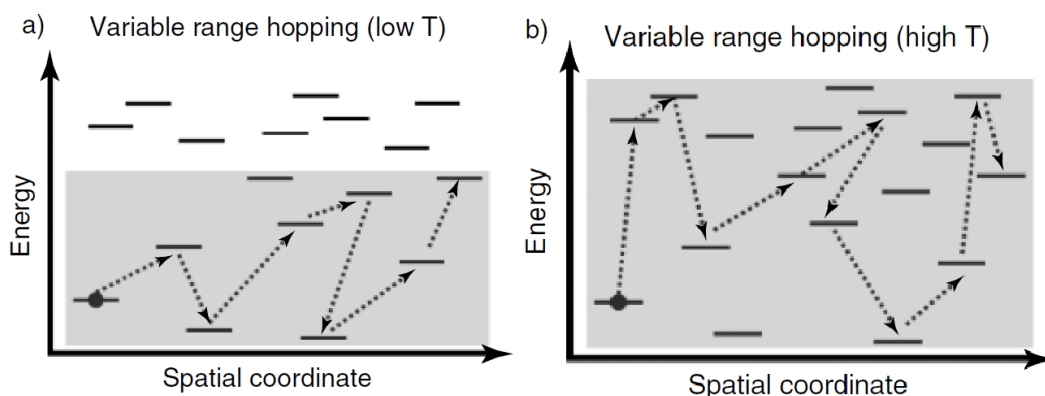 a) Variable range hopping (low T)
Energy
Spatial coordinate
b) Variable range hopping (high T)
Energy
Spatial coordinate